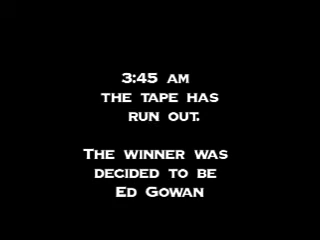 3:45 AM
THE TAPE HAS
RUN OUT.
THE WINNER WAS
DECIDED TO BE
ED GOWAN